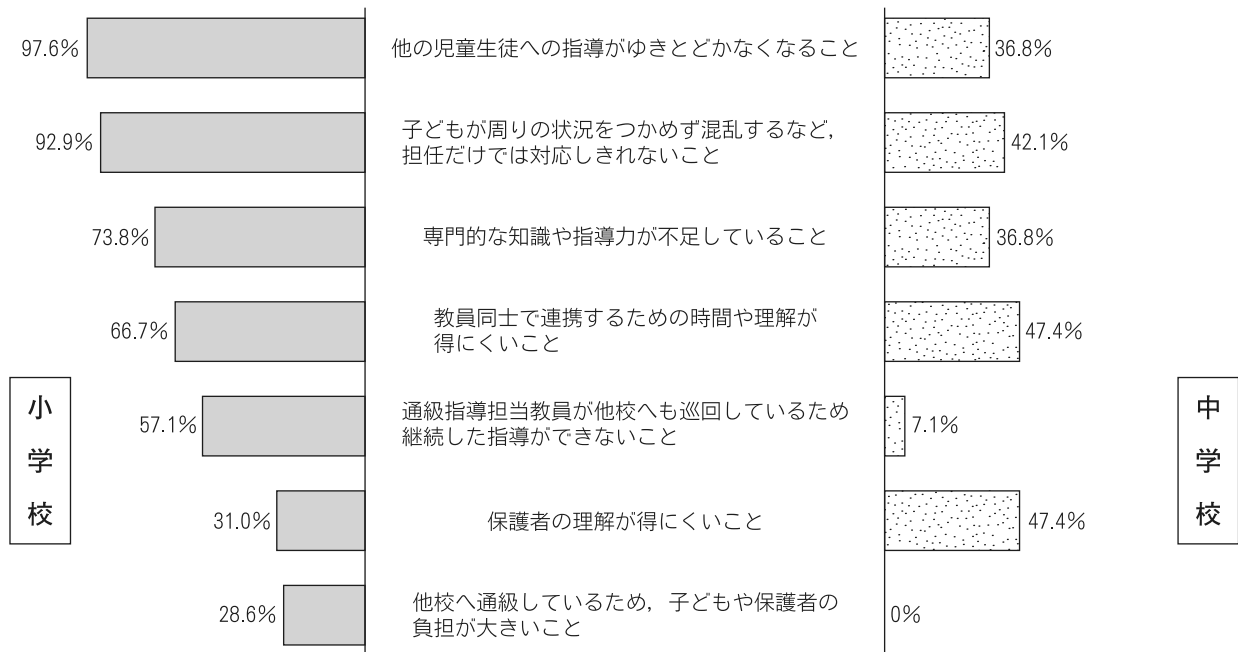 97.6%
他の児童生徒への指導がゆきとどかなくなること
36.8%
92.9%
子どもが周りの状況をつかめず混乱するなど，
担任だけでは対応しきれないこと
42.1%
73.8%
専門的な知識や指導力が不足していること
36.8%
66.7%
教員同士で連携するための時間や理解が
得にくいこと
47.4%
小学校
57.1%
通級指導担当教員が他校へも巡回しているため
継続した指導ができないこと
7.1%
中学校
31.0%
保護者の理解が得にくいこと
47.4%
28.6%
他校へ通級しているため，子どもや保護者の
負担が大きいこと
0%